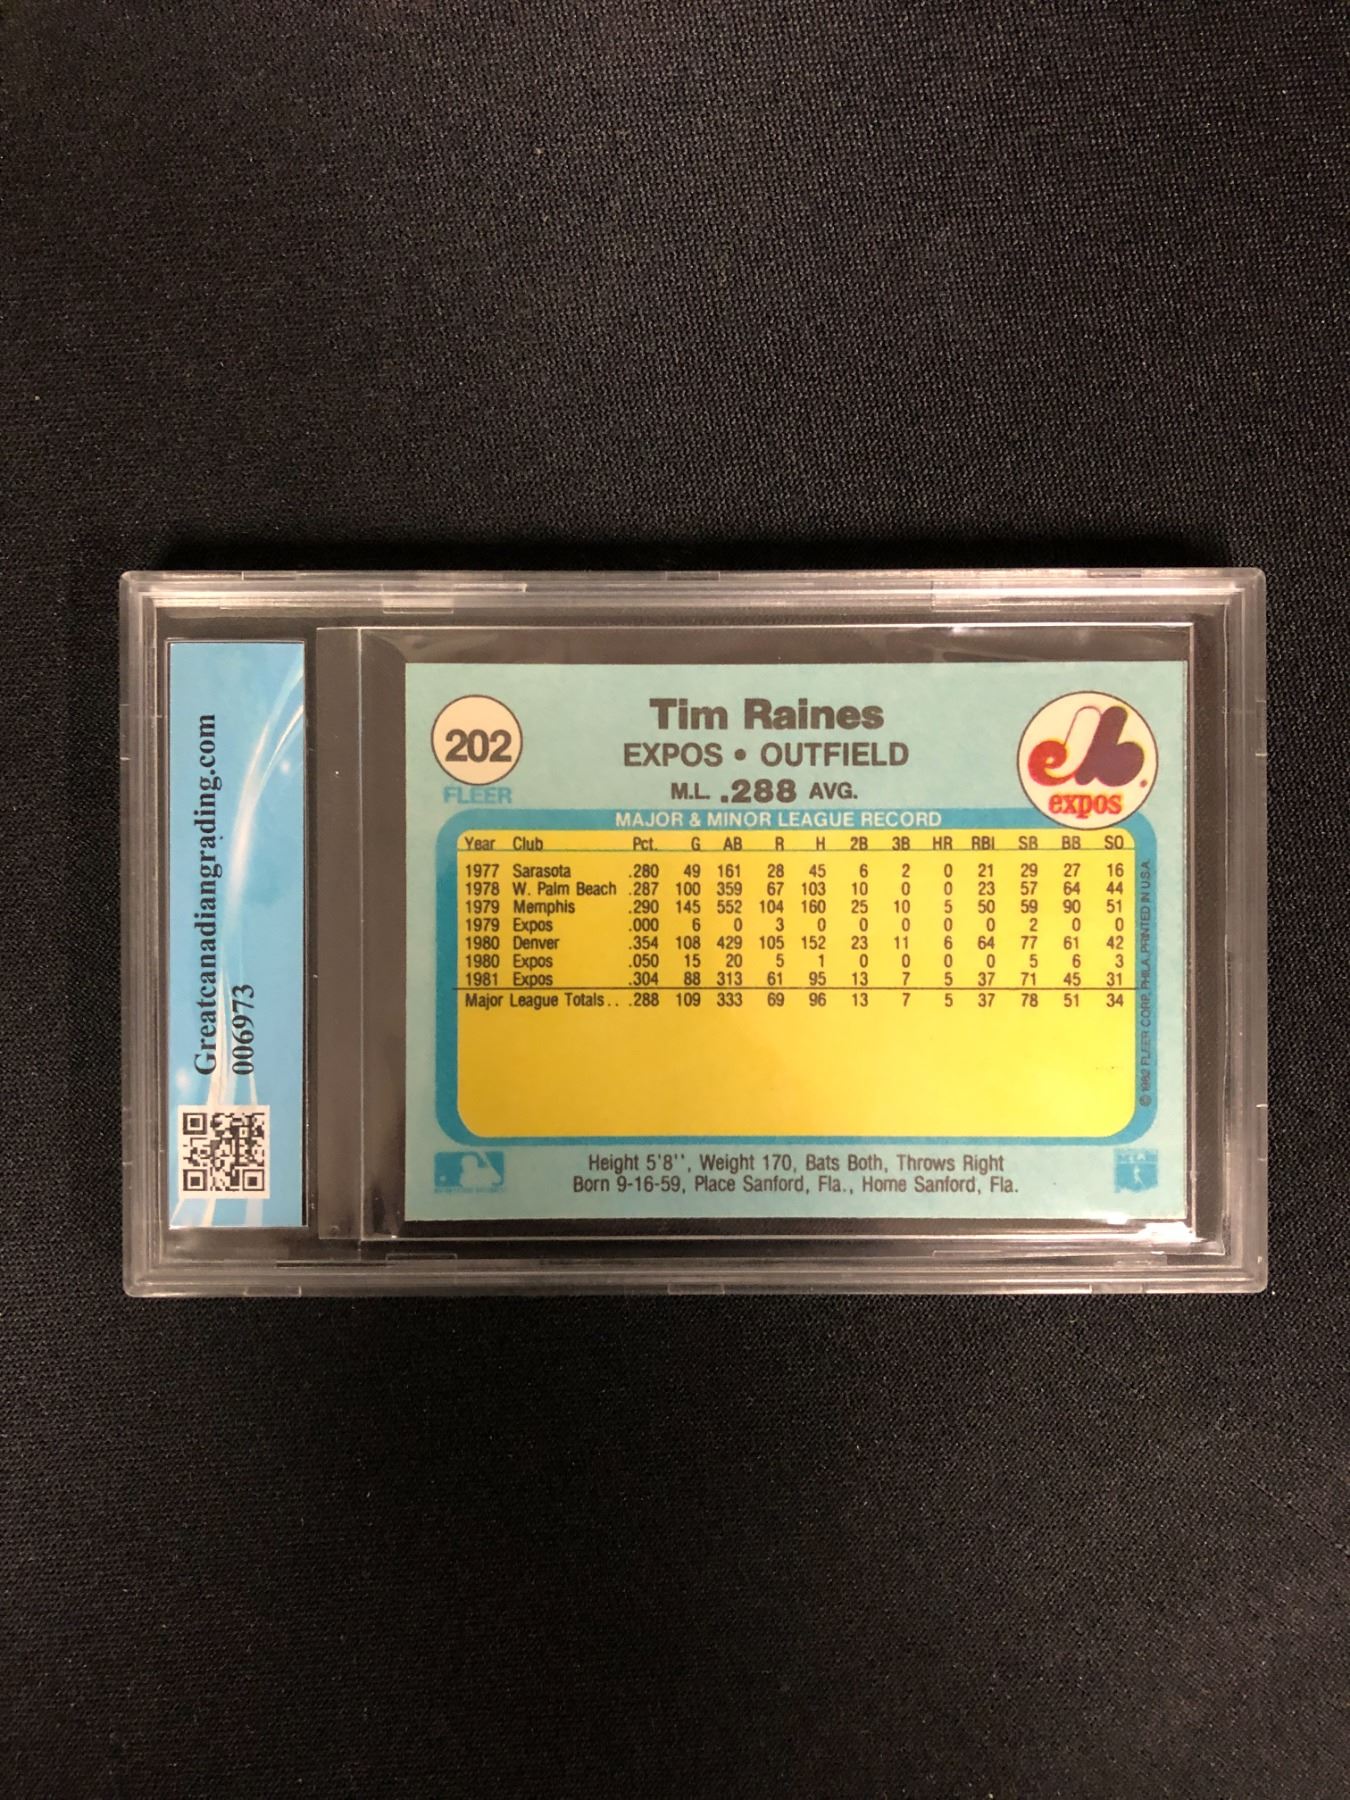 Greatcanadiangrading.com
006973
202
FLEER
Tim Raines
EXPOS • OUTFIELD
M.L. .288 AVG.
expos
MAJOR & MINOR LEAGUE RECORD
Year Club Pct. G AB R H 2B 3B HR RBI SB BB SO
1977 Sarasota .280 49 161 28 45 6 2 0 21 29 27 16
1978 W. Palm Beach .287 100 359 67 103 10 0 0 23 57 64 44
1979 Memphis .290 145 552 104 160 25 10 5 50 59 90 51
1979 Expos .000 6 0 3 0 0 0 0 0 2 0 0
1980 Denver .354 108 429 105 152 23 11 6 64 77 61 42
1980 Expos .050 15 20 5 1 0 0 0 0 5 6 3
1981 Expos .304 88 313 61 95 13 7 5 37 71 45 31
Major League Totals.. .288 109 333 69 96 13 7 5 37 78 51 34
© 1982 FLEER CORP., PHILA. PRINTED IN U.S.A.
Height 5'8'', Weight 170, Bats Both, Throws Right
Born 9-16-59, Place Sanford, Fla., Home Sanford, Fla.